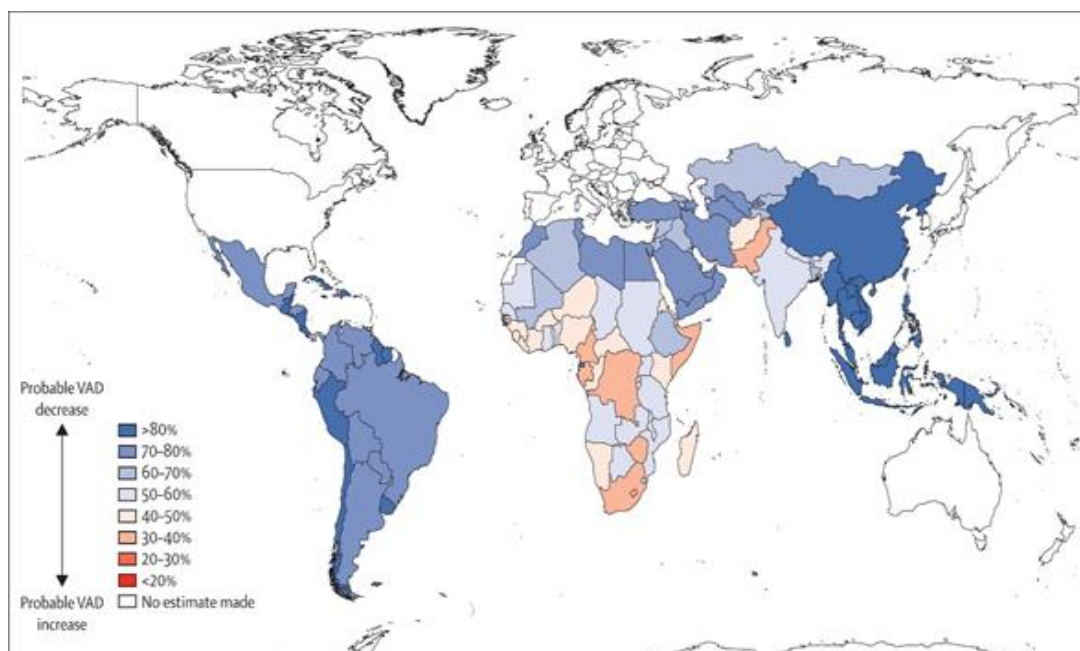 Probable VAD
decrease
>80%
70–80%
60–70%
50–60%
40–50%
30–40%
20–30%
<20%
No estimate made
Probable VAD
increase